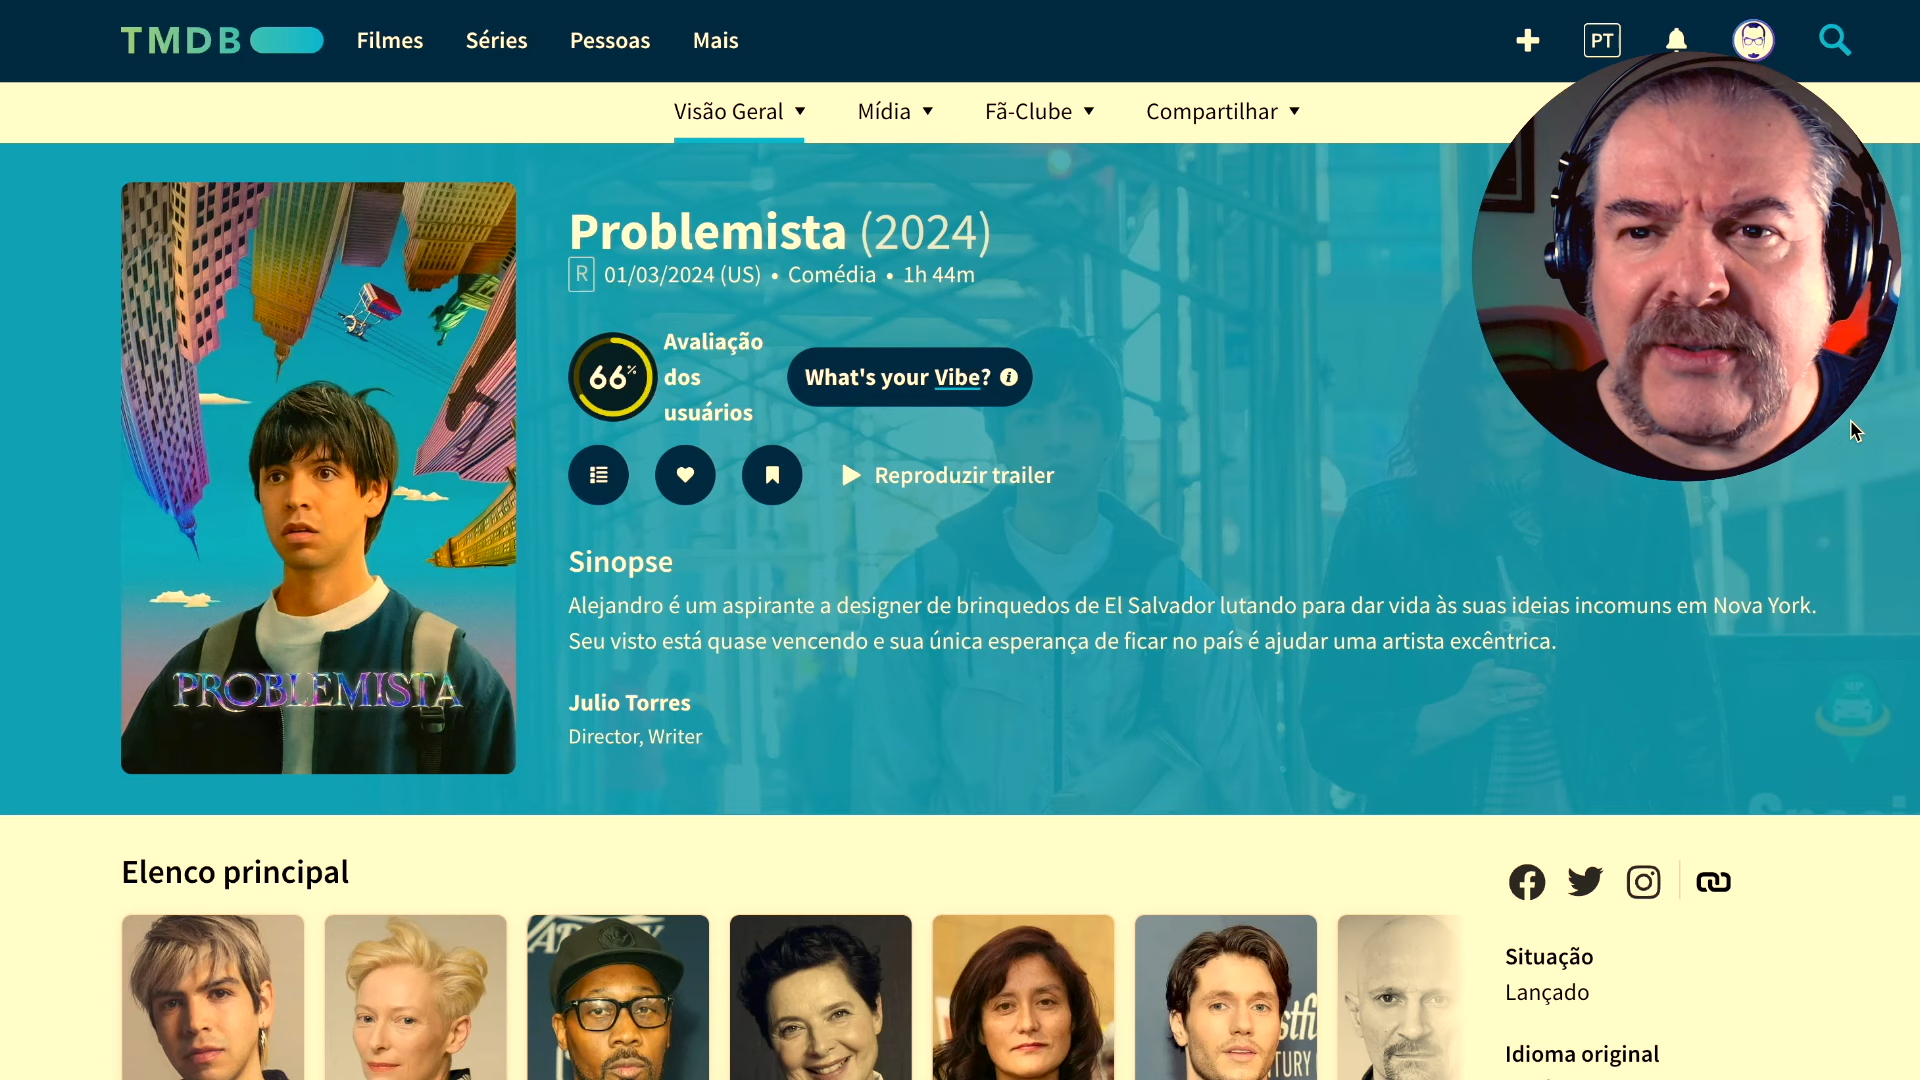 TMDB
Filmes
Séries
Pessoas
Mais
PT
Visão Geral
Mídia
Fã-Clube
Compartilhar
Problemista (2024)
R 01/03/2024 (US) • Comédia • 1h 44m
66%
Avaliação
dos
usuários
What's your Vibe?
Reproduzir trailer
Sinopse
Alejandro é um aspirante a designer de brinquedos de El Salvador lutando para dar vida às suas ideias incomuns em Nova York.
Seu visto está quase vencendo e sua única esperança de ficar no país é ajudar uma artista excêntrica.
Julio Torres
Director, Writer
PROBLEMISTA
Elenco principal
Situação
Lançado
Idioma original